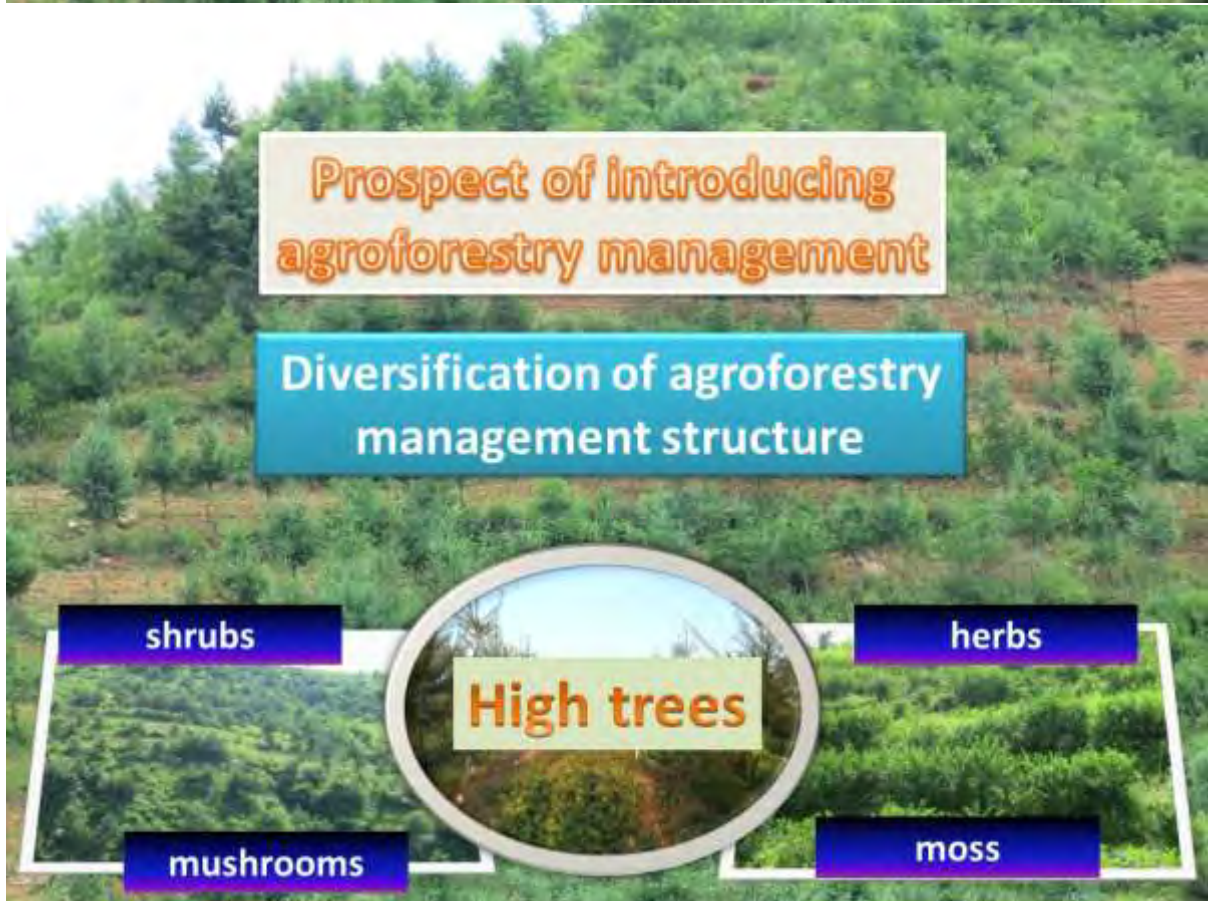 Prospect of introducing
agroforestry management
Diversification of agroforestry
management structure
shrubs
herbs
High trees
mushrooms
moss